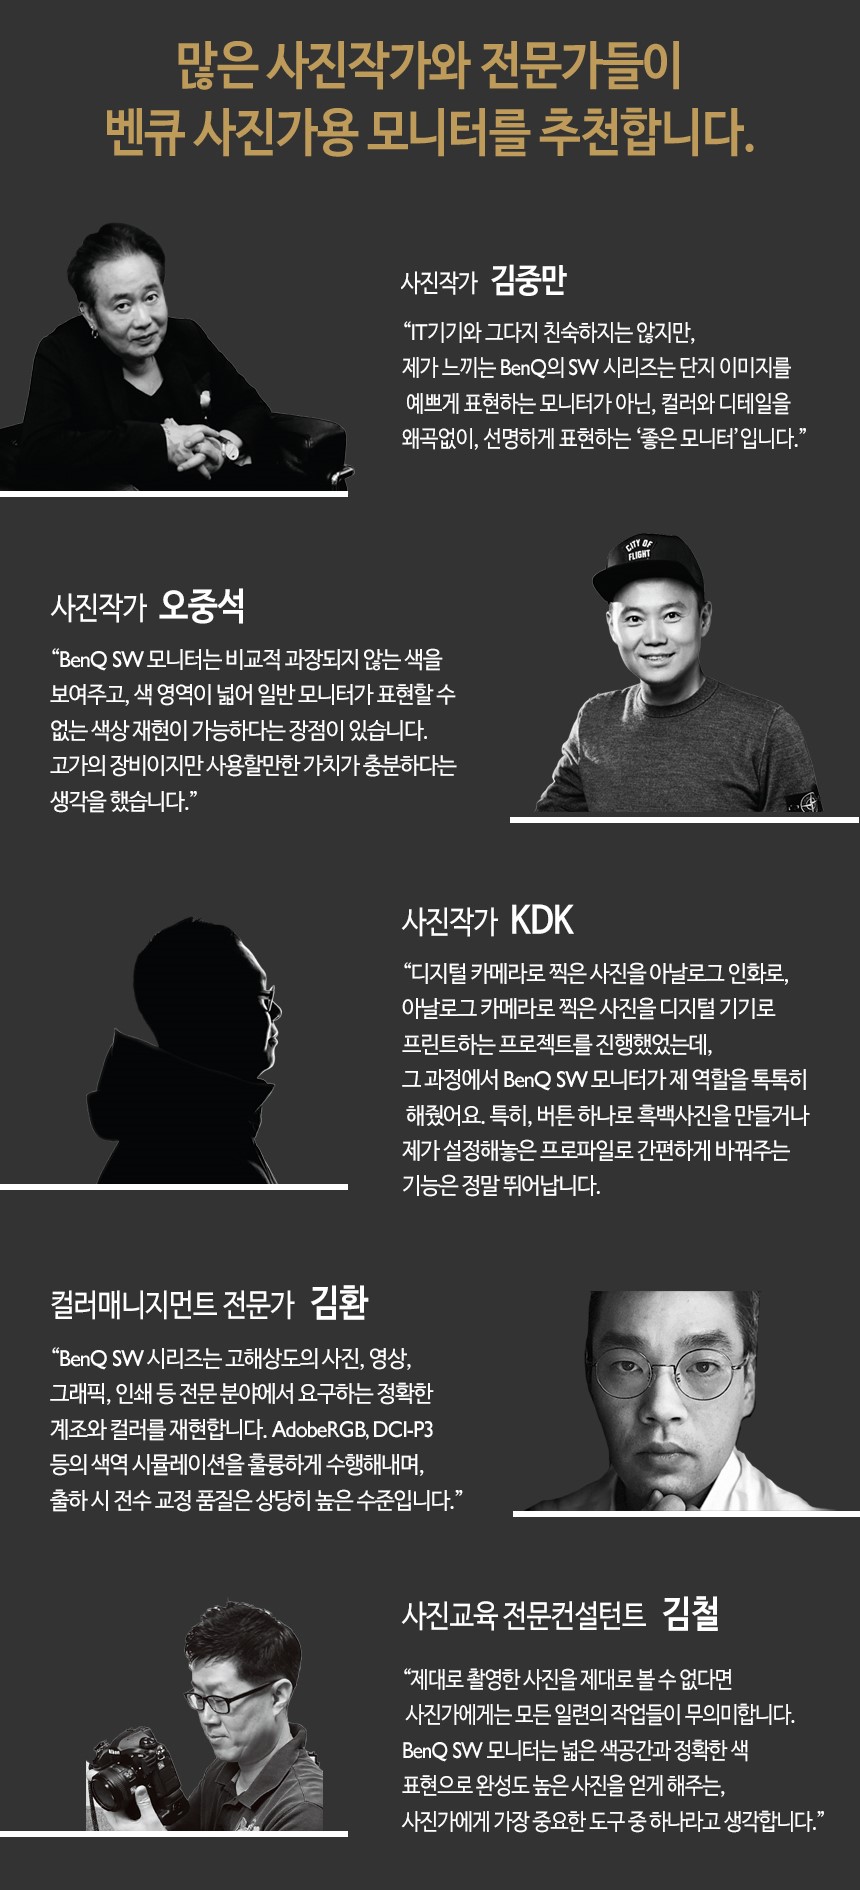 많은 사진작가와 전문가들이
벤큐 사진가용 모니터를 추천합니다.
사진작가 김중만
“IT기기와 그다지 친숙하지는 않지만,
제가 느끼는 BenQ의 SW 시리즈는 단지 이미지를
예쁘게 표현하는 모니터가 아닌, 컬러와 디테일을
왜곡없이, 선명하게 표현하는 ‘좋은 모니터’입니다.”
CITY OF
FLIGHT
사진작가 오중석
“BenQ SW 모니터는 비교적 과장되지 않는 색을
보여주고, 색 영역이 넓어 일반 모니터가 표현할 수
없는 색상 재현이 가능하다는 장점이 있습니다.
고가의 장비이지만 사용할만한 가치가 충분하다는
생각을 했습니다.”
사진작가 KDK
“디지털 카메라로 찍은 사진을 아날로그 인화로,
아날로그 카메라로 찍은 사진을 디지털 기기로
프린트하는 프로젝트를 진행했었는데,
그 과정에서 BenQ SW 모니터가 제 역할을 톡톡히
해줬어요. 특히, 버튼 하나로 흑백사진을 만들거나
제가 설정해놓은 프로파일로 간편하게 바꿔주는
기능은 정말 뛰어납니다.
컬러매니지먼트 전문가 김환
“BenQ SW 시리즈는 고해상도의 사진, 영상,
그래픽, 인쇄 등 전문 분야에서 요구하는 정확한
계조와 컬러를 재현합니다. AdobeRGB, DCI-P3
등의 색역 시뮬레이션을 훌륭하게 수행해내며,
출하 시 전수 교정 품질은 상당히 높은 수준입니다.”
사진교육 전문컨설턴트 김철
“제대로 촬영한 사진을 제대로 볼 수 없다면
사진가에게는 모든 일련의 작업들이 무의미합니다.
BenQ SW 모니터는 넓은 색공간과 정확한 색
표현으로 완성도 높은 사진을 얻게 해주는,
사진가에게 가장 중요한 도구 중 하나라고 생각합니다.”
Nikon